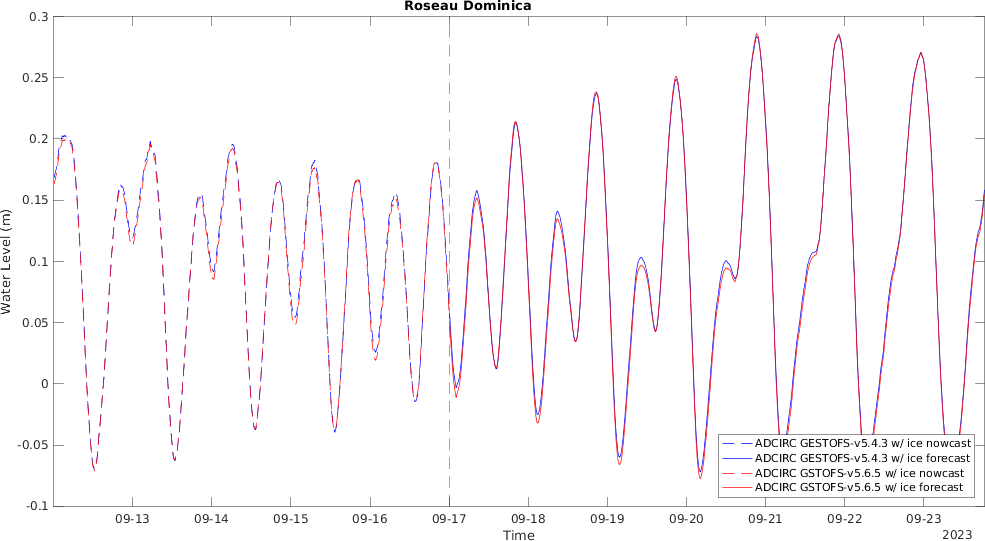 Roseau Dominica
0.3
0.25
0.2
0.15
0.1
0.05
0
-0.05
-0.1
Water Level (m)
ADCIRC GESTOFS-v5.4.3 w/ ice nowcast
ADCIRC GESTOFS-v5.4.3 w/ ice forecast
ADCIRC GSTOFS-v5.6.5 w/ ice nowcast
ADCIRC GSTOFS-v5.6.5 w/ ice forecast
09-13 09-14 09-15 09-16 09-17 09-18 09-19 09-20 09-21 09-22 09-23
Time
2023